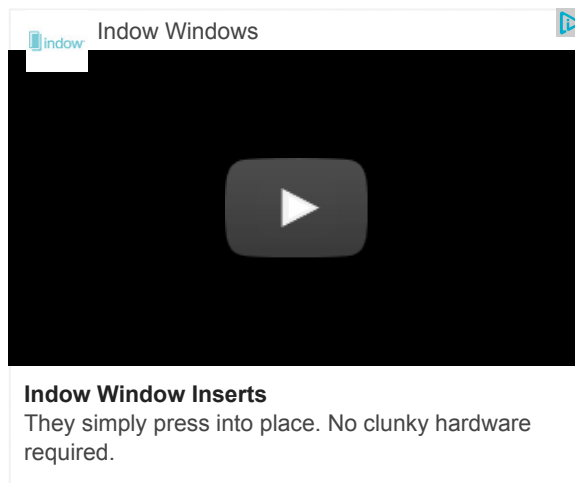 indow
Indow Windows
Indow Window Inserts
They simply press into place. No clunky hardware
required.